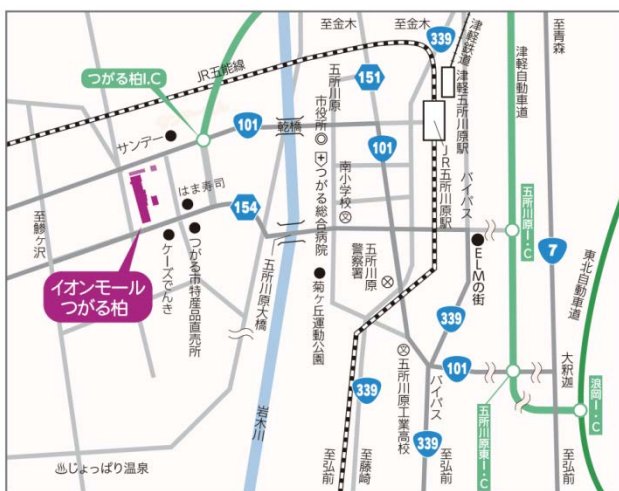 至金木
至金木
339
津軽鉄道
津軽五所川原駅
至青森
津軽自動車道
JR五能線
つがる柏I.C
五所川原市役所
151
サンデー
101
乾橋
101
JR五所川原駅
バイパス
南小学校
つがる総合病院
はま寿司
154
五所川原I・C
7
東北自動車道
至鰺ヶ沢
イオンモール
つがる柏
ケーズでんき
つがる市特産品直売所
五所川原大橋
菊ヶ丘運動公園
五所川原
警察署
ELMの街
339
大釈迦
101
浪岡I・C
五所川原東I・C
五所川原工業高校
バイパス
339
339
岩木川
じょっぱり温泉
至藤崎
至弘前
至弘前
至弘前